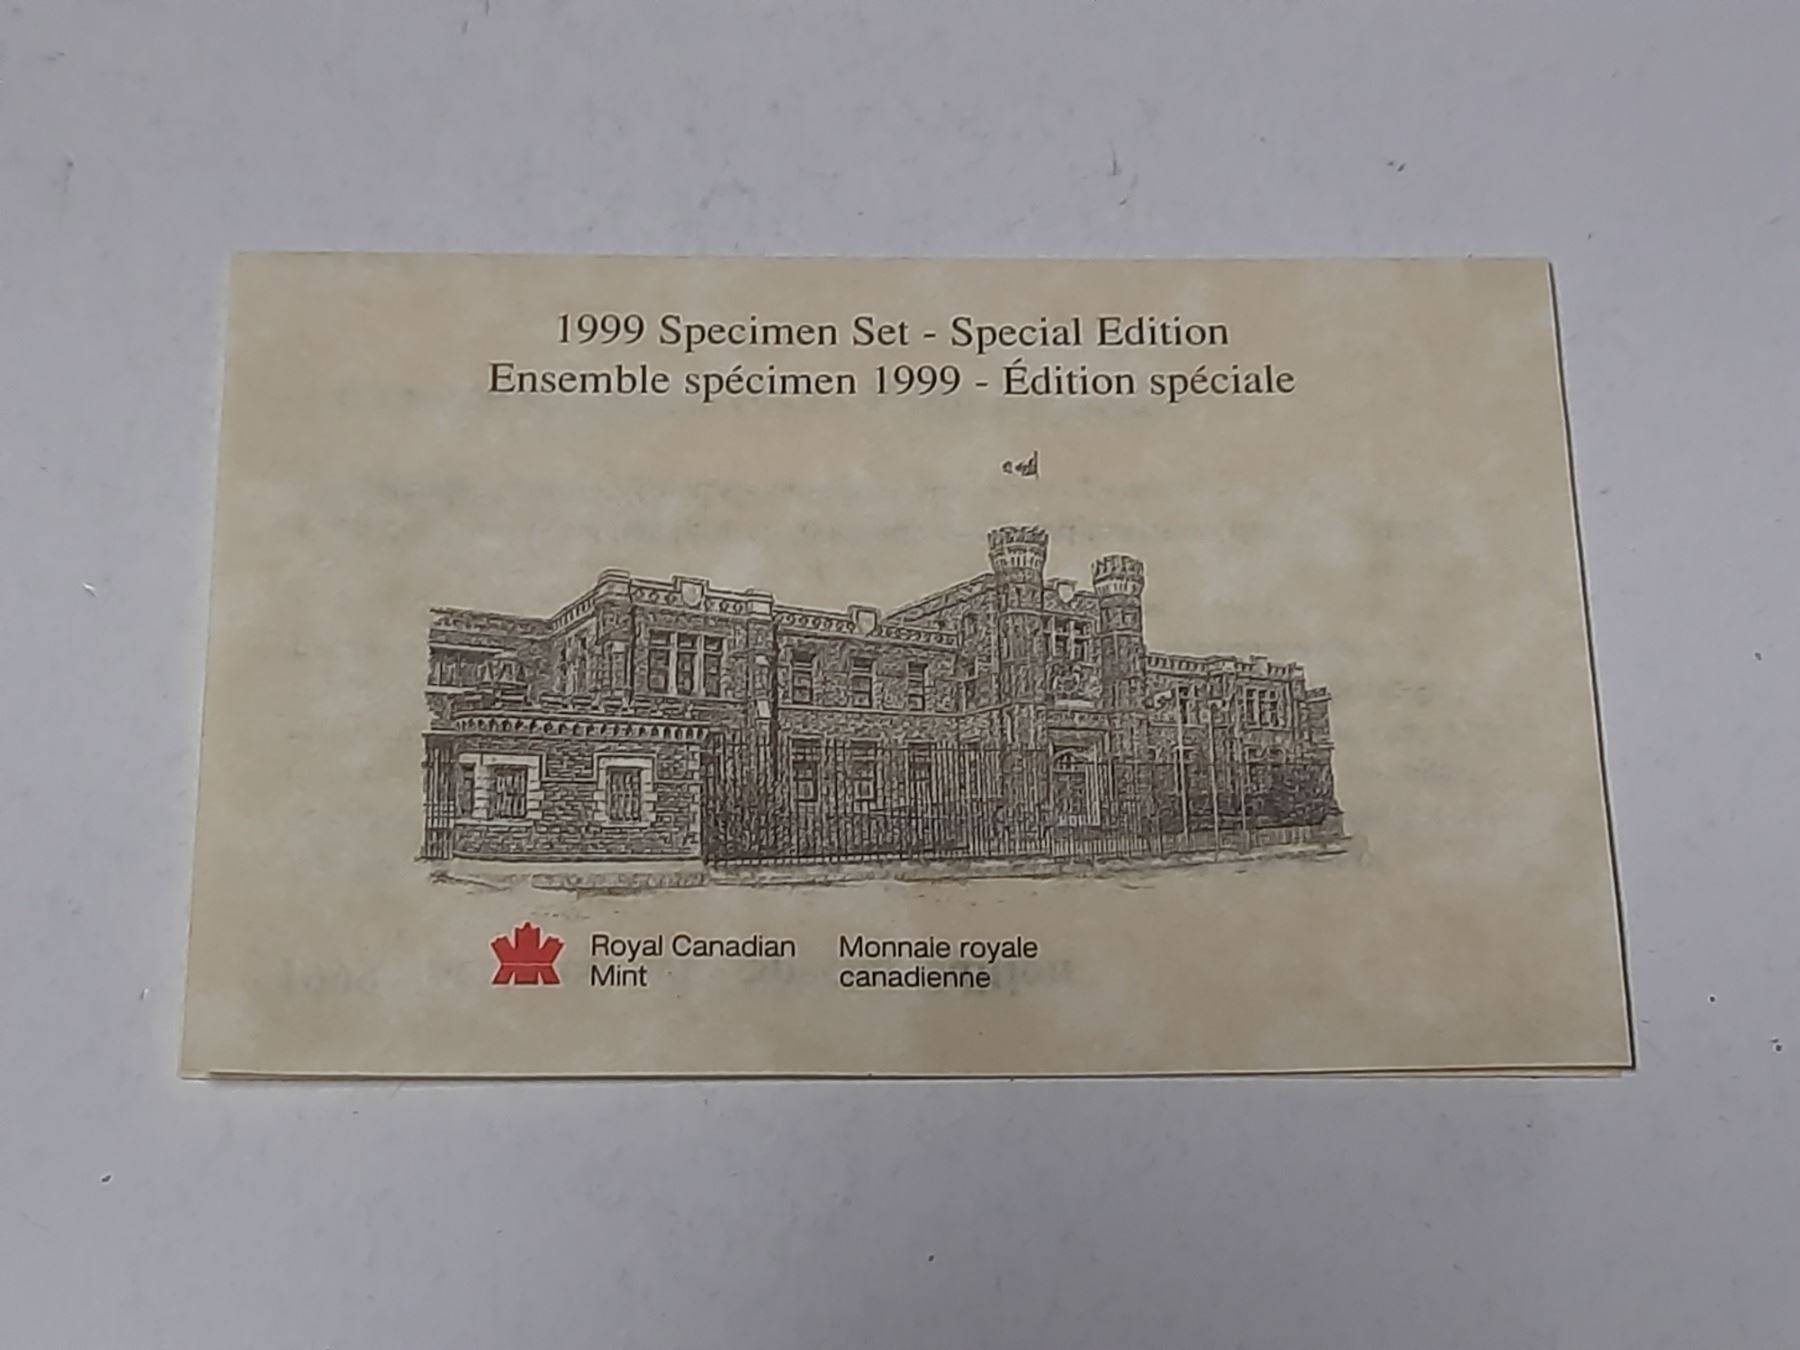 1999 Specimen Set - Special Edition
Ensemble spécimen 1999 - Édition spéciale
Royal Canadian
Mint
Monnaie royale
canadienne